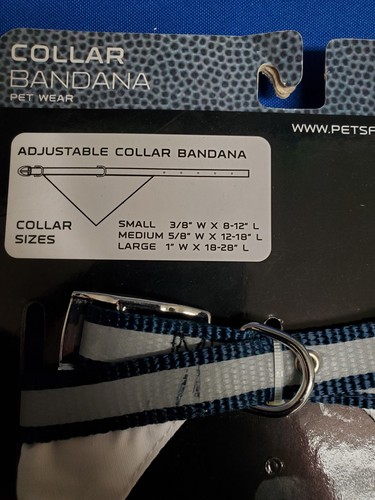 COLLAR
BANDANA
PET WEAR
WWW.PETSF
ADJUSTABLE COLLAR BANDANA
COLLAR
SIZES
SMALL 3/8" W X 8-12" L
MEDIUM 5/8" W X 12-18" L
LARGE 1" W X 18-28" L